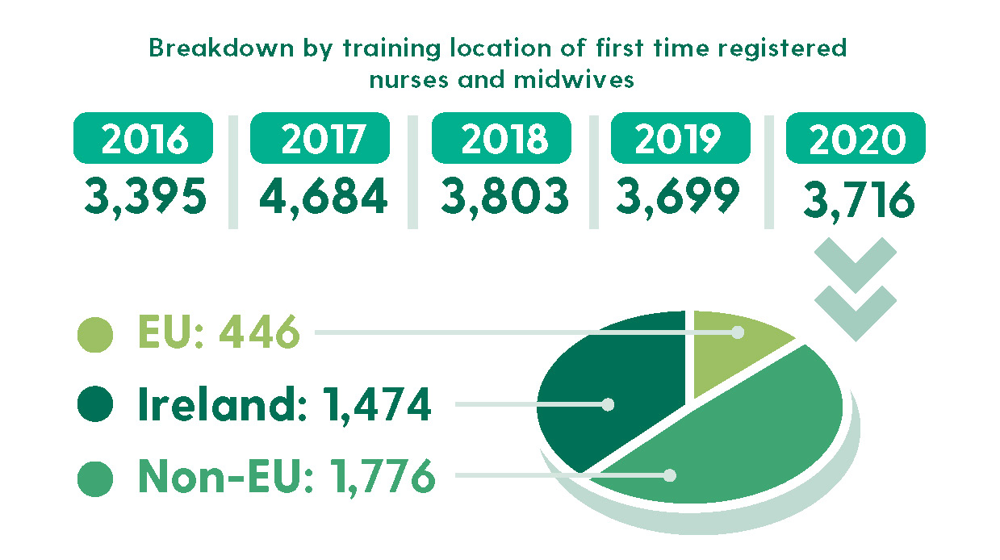 Breakdown by training location of first time registered
nurses and midwives
2016 2017 2018 2019 2020
3,395 4,684 3,803 3,699 3,716
EU: 446
Ireland: 1,474
Non-EU: 1,776